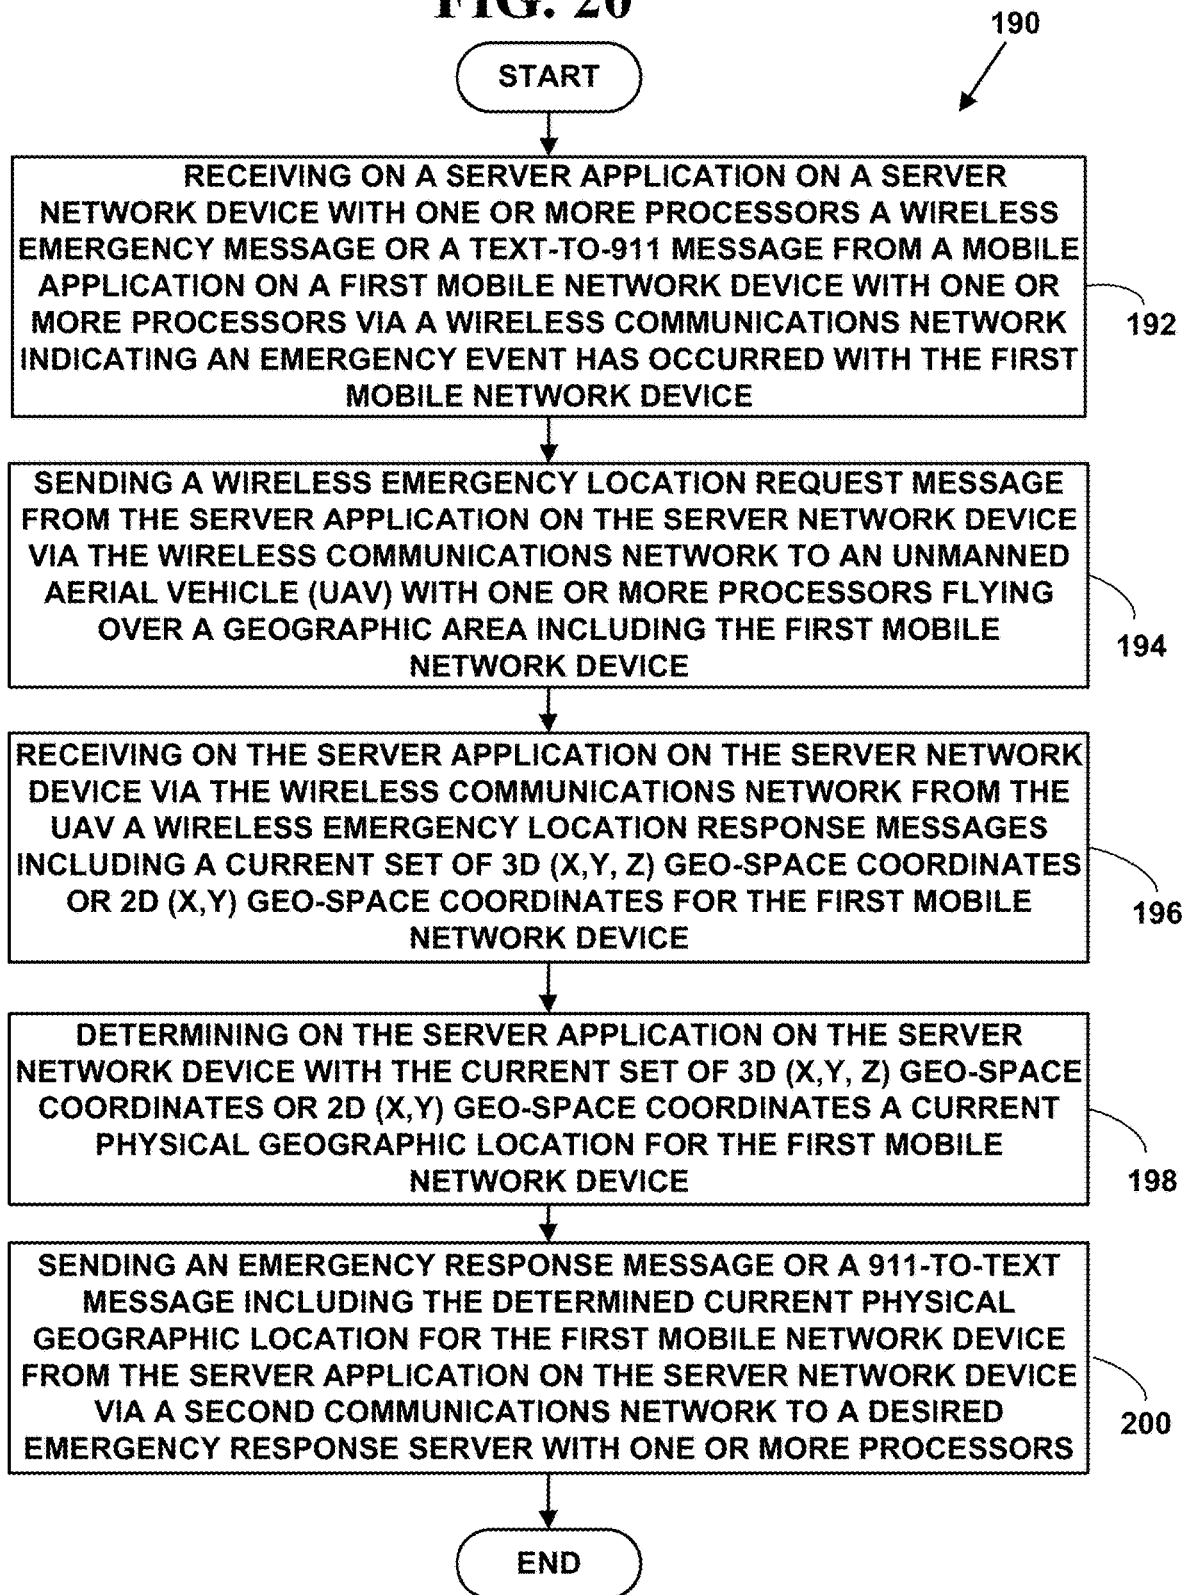 FIG. 20
190
START
RECEIVING ON A SERVER APPLICATION ON A SERVER
NETWORK DEVICE WITH ONE OR MORE PROCESSORS A WIRELESS
EMERGENCY MESSAGE OR A TEXT-TO-911 MESSAGE FROM A MOBILE
APPLICATION ON A FIRST MOBILE NETWORK DEVICE WITH ONE OR
MORE PROCESSORS VIA A WIRELESS COMMUNICATIONS NETWORK
INDICATING AN EMERGENCY EVENT HAS OCCURRED WITH THE FIRST
MOBILE NETWORK DEVICE
192
SENDING A WIRELESS EMERGENCY LOCATION REQUEST MESSAGE
FROM THE SERVER APPLICATION ON THE SERVER NETWORK DEVICE
VIA THE WIRELESS COMMUNICATIONS NETWORK TO AN UNMANNED
AERIAL VEHICLE (UAV) WITH ONE OR MORE PROCESSORS FLYING
OVER A GEOGRAPHIC AREA INCLUDING THE FIRST MOBILE
NETWORK DEVICE
194
RECEIVING ON THE SERVER APPLICATION ON THE SERVER NETWORK
DEVICE VIA THE WIRELESS COMMUNICATIONS NETWORK FROM THE
UAV A WIRELESS EMERGENCY LOCATION RESPONSE MESSAGES
INCLUDING A CURRENT SET OF 3D (X,Y, Z) GEO-SPACE COORDINATES
OR 2D (X,Y) GEO-SPACE COORDINATES FOR THE FIRST MOBILE
NETWORK DEVICE
196
DETERMINING ON THE SERVER APPLICATION ON THE SERVER
NETWORK DEVICE WITH THE CURRENT SET OF 3D (X,Y, Z) GEO-SPACE
COORDINATES OR 2D (X,Y) GEO-SPACE COORDINATES A CURRENT
PHYSICAL GEOGRAPHIC LOCATION FOR THE FIRST MOBILE
NETWORK DEVICE
198
SENDING AN EMERGENCY RESPONSE MESSAGE OR A 911-TO-TEXT
MESSAGE INCLUDING THE DETERMINED CURRENT PHYSICAL
GEOGRAPHIC LOCATION FOR THE FIRST MOBILE NETWORK DEVICE
FROM THE SERVER APPLICATION ON THE SERVER NETWORK DEVICE
VIA A SECOND COMMUNICATIONS NETWORK TO A DESIRED
EMERGENCY RESPONSE SERVER WITH ONE OR MORE PROCESSORS
200
END